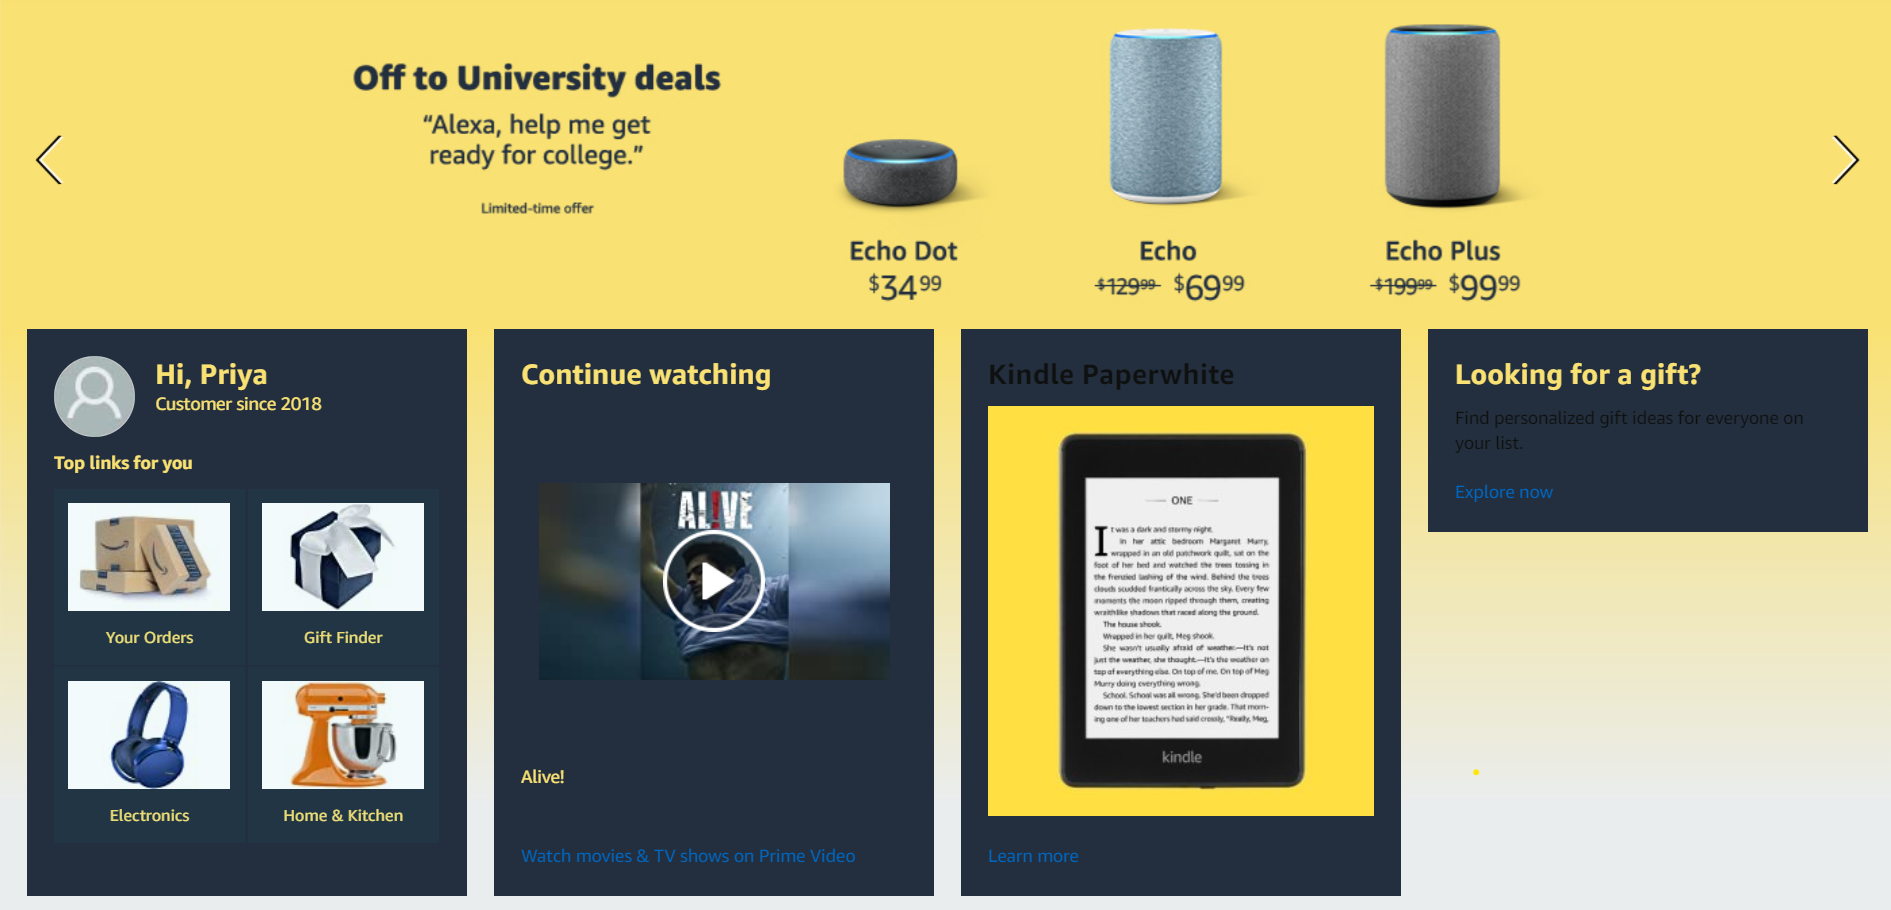 Off to University deals
“Alexa, help me get
ready for college.”
Limited-time offer
Echo Dot
$34.99
Echo
$129.99 $69.99
Echo Plus
$199.99 $99.99
Hi, Priya
Customer since 2018
Top links for you
Your Orders
Gift Finder
Electronics
Home & Kitchen
Continue watching
AL!VE
Alive!
Watch movies & TV shows on Prime Video
Kindle Paperwhite
ONE
It was a dark and stormy night.
In her attic bedroom Margaret Murry,
wrapped in an old patchwork quilt, sat on the
foot of her bed and watched the trees tossing in
the frenzied lashing of the wind. Behind the trees
clouds scudded frantically across the sky. Every few
moments the moon ripped through them, creating
wraithlike shadows that raced along the ground.
The house shook.
Wrapped in her quilt, Meg shook.
She wasn't usually afraid of weather.—It's not
just the weather, she thought.—It's the weather on
top of everything else. On top of me. On top of Meg
Murry doing everything wrong.
School. School was all wrong. She'd been dropped
down to the lowest section in her grade. That morn-
ing one of her teachers had said crossly, “Really, Meg,
kindle
Learn more
Looking for a gift?
Find personalized gift ideas for everyone on
your list.
Explore now